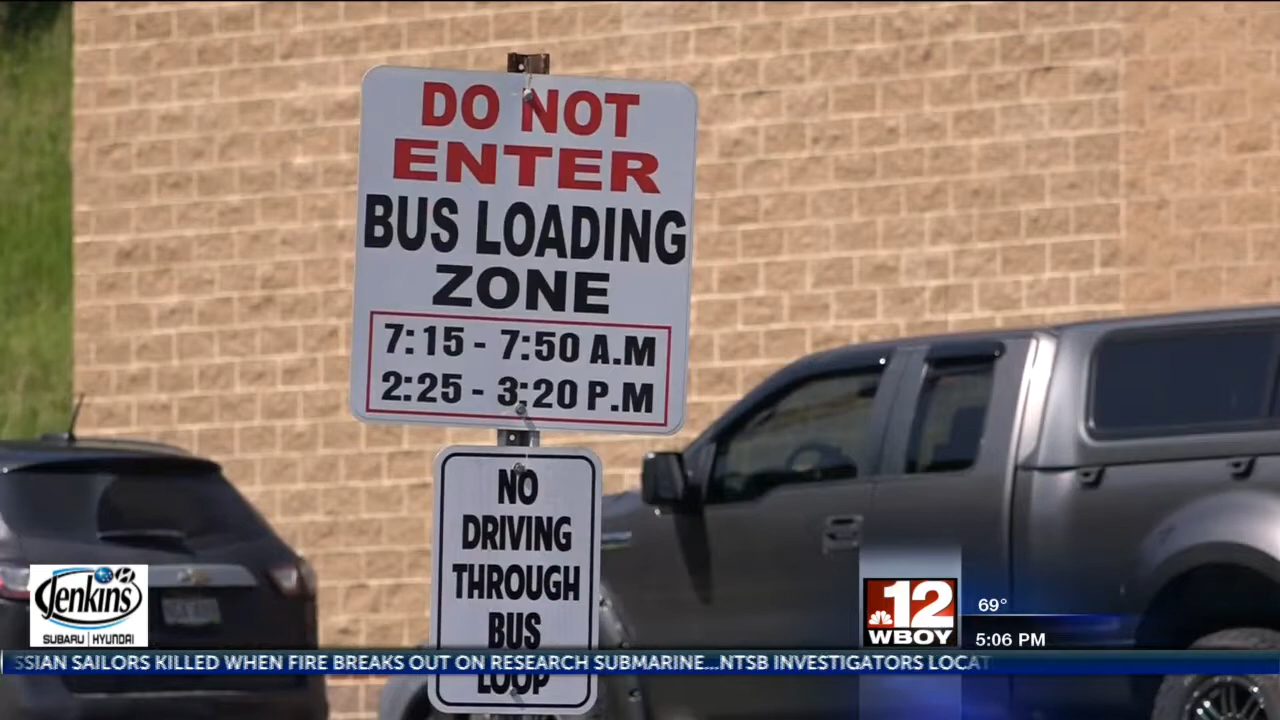 DO NOT
ENTER
BUS LOADING
ZONE
7:15 - 7:50 A.M
2:25 - 3:20 P.M
NO
DRIVING
THROUGH
BUS
LOOP
Jenkins
SUBARU | HYUNDAI
12
WBOY
69°
5:06 PM
SSIAN SAILORS KILLED WHEN FIRE BREAKS OUT ON RESEARCH SUBMARINE...NTSB INVESTIGATORS LOCAT